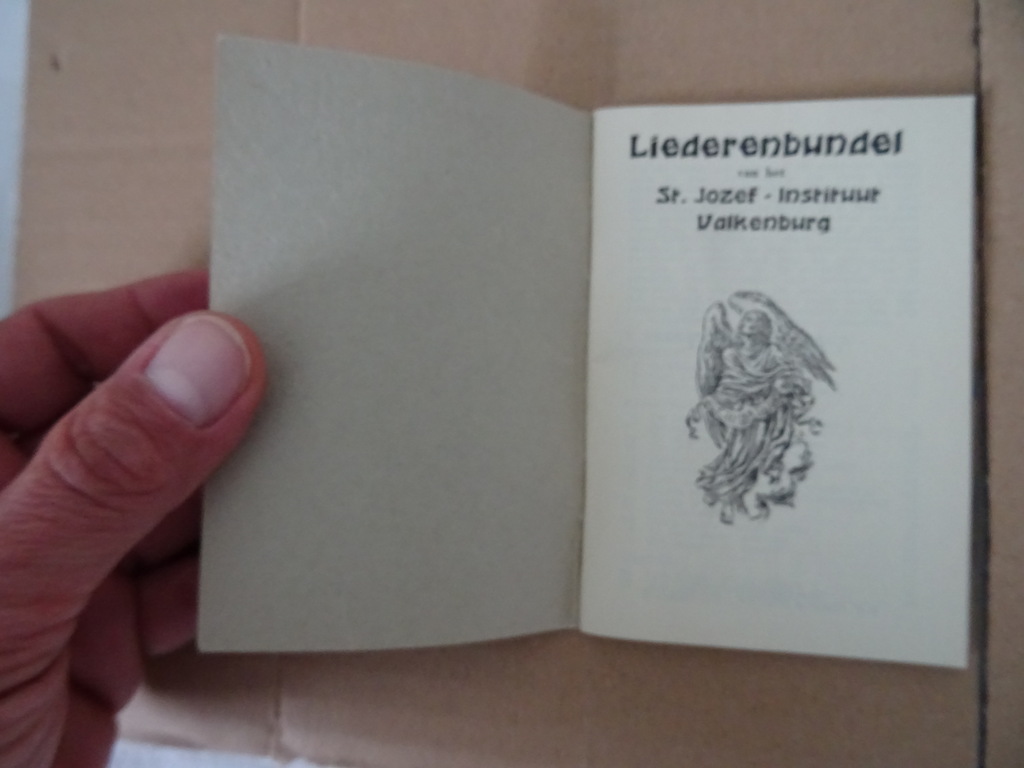 Liederenbundel
van het
St. Jozef - Instituut
Valkenburg